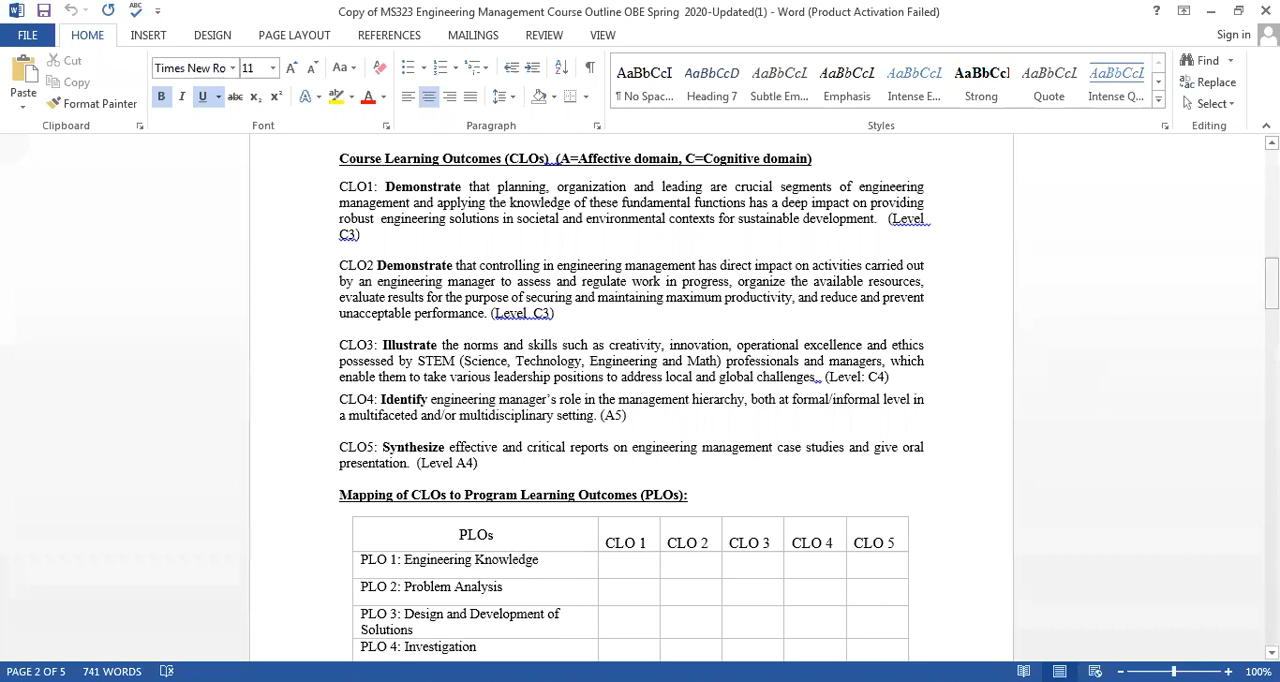 Copy of MS323 Engineering Management Course Outline OBE Spring 2020-Updated(1) - Word (Product Activation Failed)
FILE HOME INSERT DESIGN PAGE LAYOUT REFERENCES MAILINGS REVIEW VIEW Sign in
Cut
Copy
Format Painter
Paste
Clipboard
Times New Ro 11
Font
Paragraph
AaBbCcI AaBbCcD AaBbCcL AaBbCcL AaBbCcL AaBbCcl AaBbCcL AaBbCcL
¶ No Spac... Heading 7 Subtle Em... Emphasis Intense E... Strong Quote Intense Q...
Styles
Find
Replace
Select
Editing
Course Learning Outcomes (CLOs) (A=Affective domain, C=Cognitive domain)
CLO1: Demonstrate that planning, organization and leading are crucial segments of engineering
management and applying the knowledge of these fundamental functions has a deep impact on providing
robust engineering solutions in societal and environmental contexts for sustainable development. (Level
C3)
CLO2 Demonstrate that controlling in engineering management has direct impact on activities carried out
by an engineering manager to assess and regulate work in progress, organize the available resources,
evaluate results for the purpose of securing and maintaining maximum productivity, and reduce and prevent
unacceptable performance. (Level C3)
CLO3: Illustrate the norms and skills such as creativity, innovation, operational excellence and ethics
possessed by STEM (Science, Technology, Engineering and Math) professionals and managers, which
enable them to take various leadership positions to address local and global challenges. (Level: C4)
CLO4: Identify engineering manager's role in the management hierarchy, both at formal/informal level in
a multifaceted and/or multidisciplinary setting. (A5)
CLO5: Synthesize effective and critical reports on engineering management case studies and give oral
presentation. (Level A4)
Mapping of CLOs to Program Learning Outcomes (PLOs):
PLOs CLO 1 CLO 2 CLO 3 CLO 4 CLO 5
PLO 1: Engineering Knowledge
PLO 2: Problem Analysis
PLO 3: Design and Development of
Solutions
PLO 4: Investigation
PAGE 2 OF 5 741 WORDS 100%